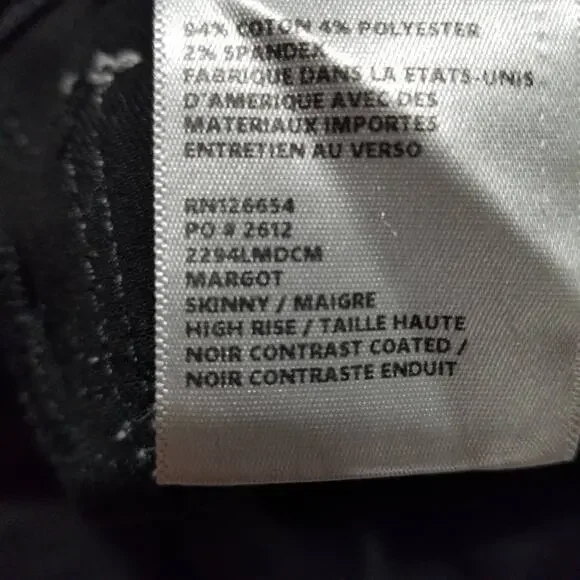 94% COTON 4% POLYESTER
2% SPANDEX
FABRIQUE DANS LA ETATS-UNIS
D'AMERIQUE AVEC DES
MATERIAUX IMPORTES
ENTRETIEN AU VERSO
RN126654
PO # 2612
2294LMDCM
MARGOT
SKINNY / MAIGRE
HIGH RISE / TAILLE HAUTE
NOIR CONTRAST COATED /
NOIR CONTRASTE ENDUIT